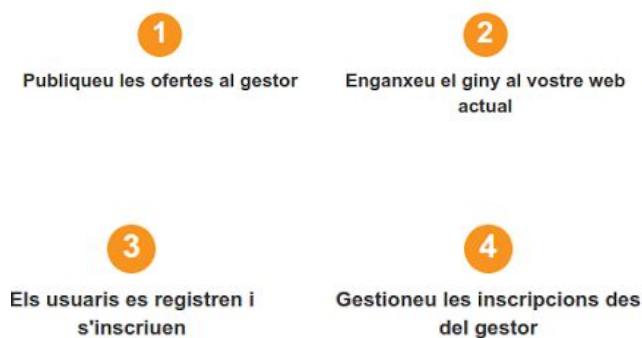 1
Publiqueu les ofertes al gestor
2
Enganxeu el giny al vostre web
actual
3
Els usuaris es registren i
s'inscriuen
4
Gestioneu les inscripcions des
del gestor